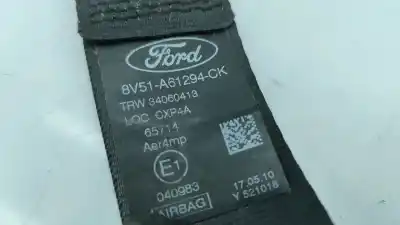 Ford
8V51-A61294-CK
TRW 34060413
LOC CXP4A
65714
Aer4mp
E1
040983
17.05.10
AIRBAG
Y 521018